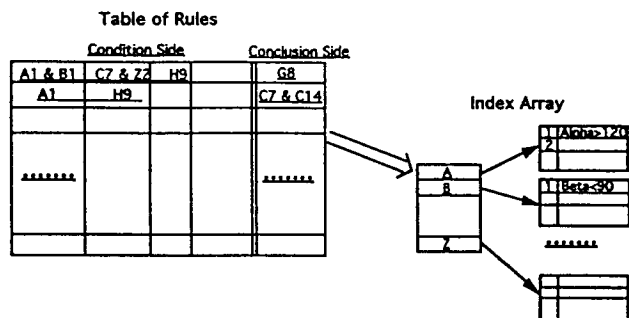 Table of Rules
Condition Side Conclusion Side
A1 & B1 C7 & Z2 H9 G8
A1 H9 C7 & C14
Index Array
1 Alpha>120
2
A
B
1 Beta<90
.......
.......
.......
Z